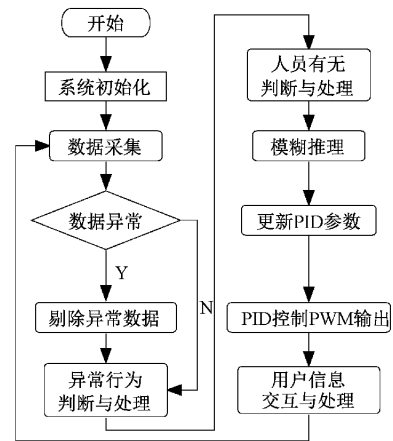 开始
系统初始化
数据采集
数据异常
Y
N
剔除异常数据
异常行为
判断与处理
人员有无
判断与处理
模糊推理
更新PID参数
PID控制PWM输出
用户信息
交互与处理